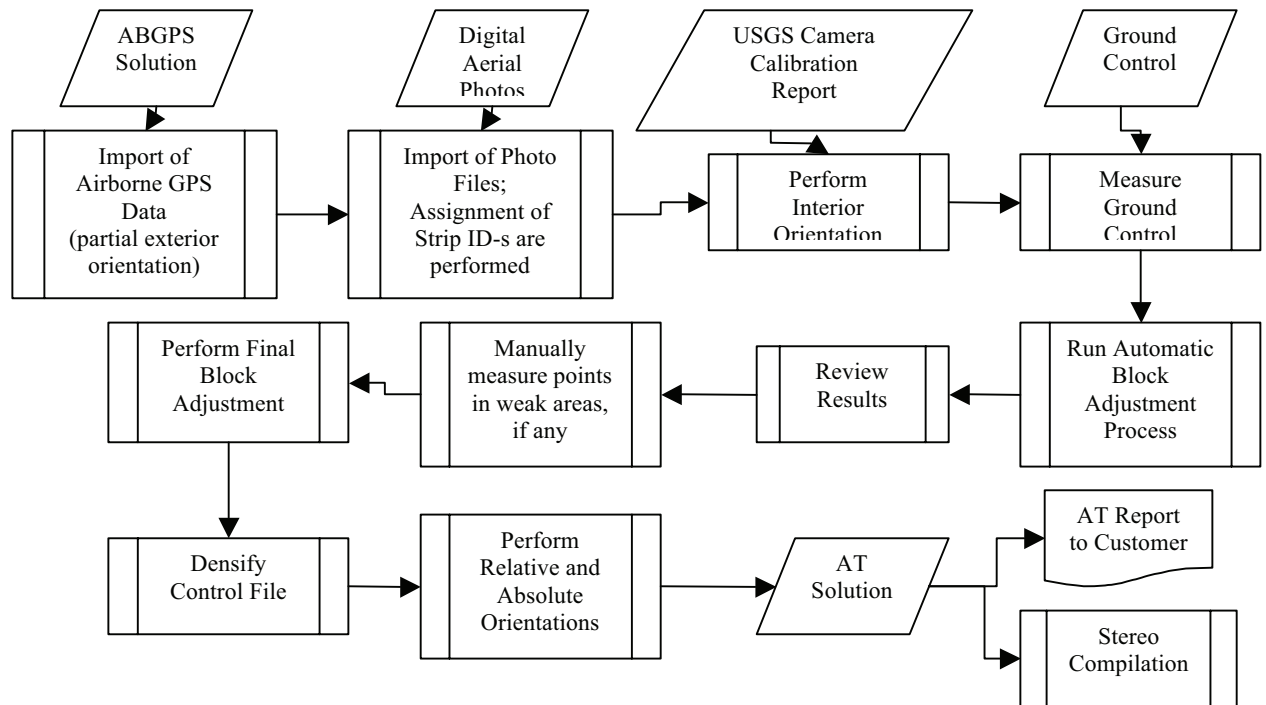 ABGPS
Solution
Digital
Aerial
Photos
USGS Camera
Calibration
Report
Ground
Control
Import of
Airborne GPS
Data
(partial exterior
orientation)
Import of Photo
Files;
Assignment of
Strip ID-s are
performed
Perform
Interior
Orientation
Measure
Ground
Control
Perform Final
Block
Adjustment
Manually
measure points
in weak areas,
if any
Review
Results
Run Automatic
Block
Adjustment
Process
Densify
Control File
Perform
Relative and
Absolute
Orientations
AT
Solution
AT Report
to Customer
Stereo
Compilation